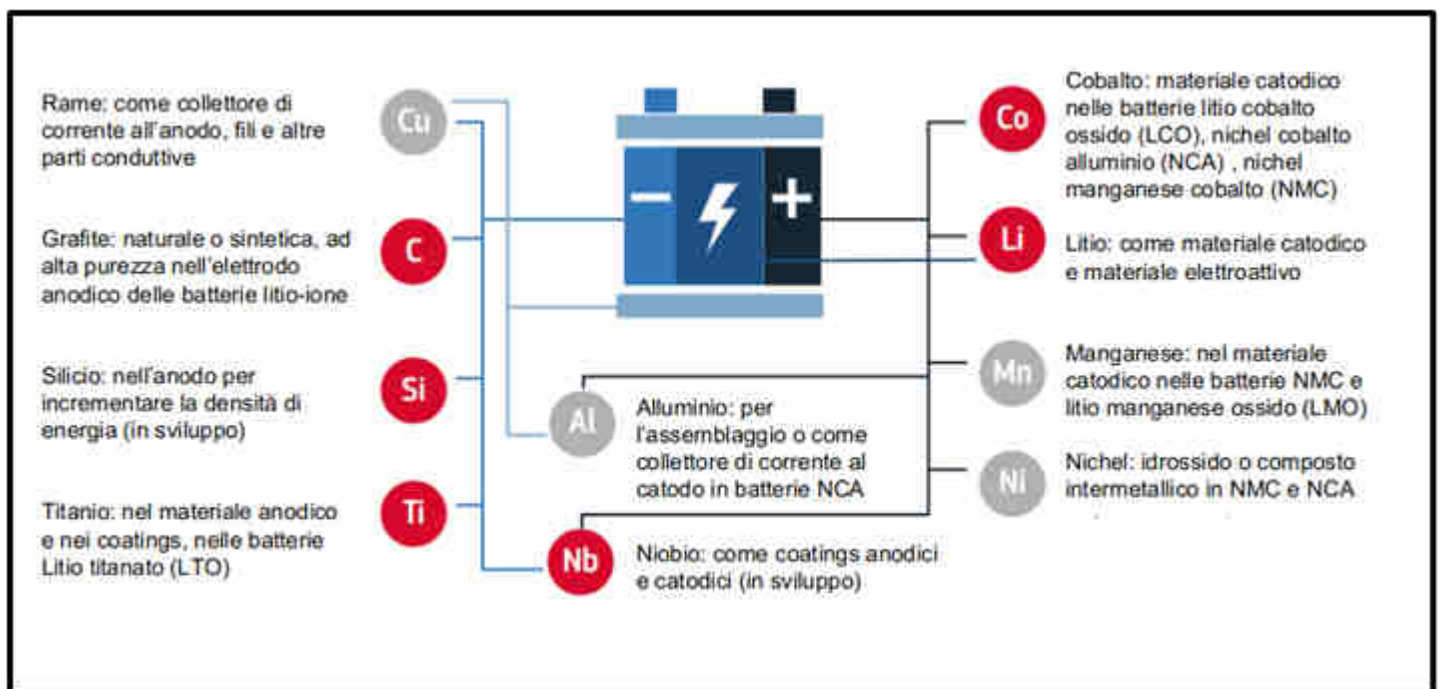 Rame: come collettore di
corrente all'anodo, fili e altre
parti conduttive
Cu
Grafite: naturale o sintetica, ad
alta purezza nell'elettrodo
anodico delle batterie litio-ione
C
Silicio: nell'anodo per
incrementare la densità di
energia (in sviluppo)
Si
Titanio: nel materiale anodico
e nei coatings, nelle batterie
Litio titanato (LTO)
Ti
− +
Al
Alluminio: per
l'assemblaggio o come
collettore di corrente al
catodo in batterie NCA
Nb
Niobio: come coatings anodici
e catodici (in sviluppo)
Co
Cobalto: materiale catodico
nelle batterie litio cobalto
ossido (LCO), nichel cobalto
alluminio (NCA) , nichel
manganese cobalto (NMC)
Li
Litio: come materiale catodico
e materiale elettroattivo
Mn
Manganese: nel materiale
catodico nelle batterie NMC e
litio manganese ossido (LMO)
Ni
Nichel: idrossido o composto
intermetallico in NMC e NCA